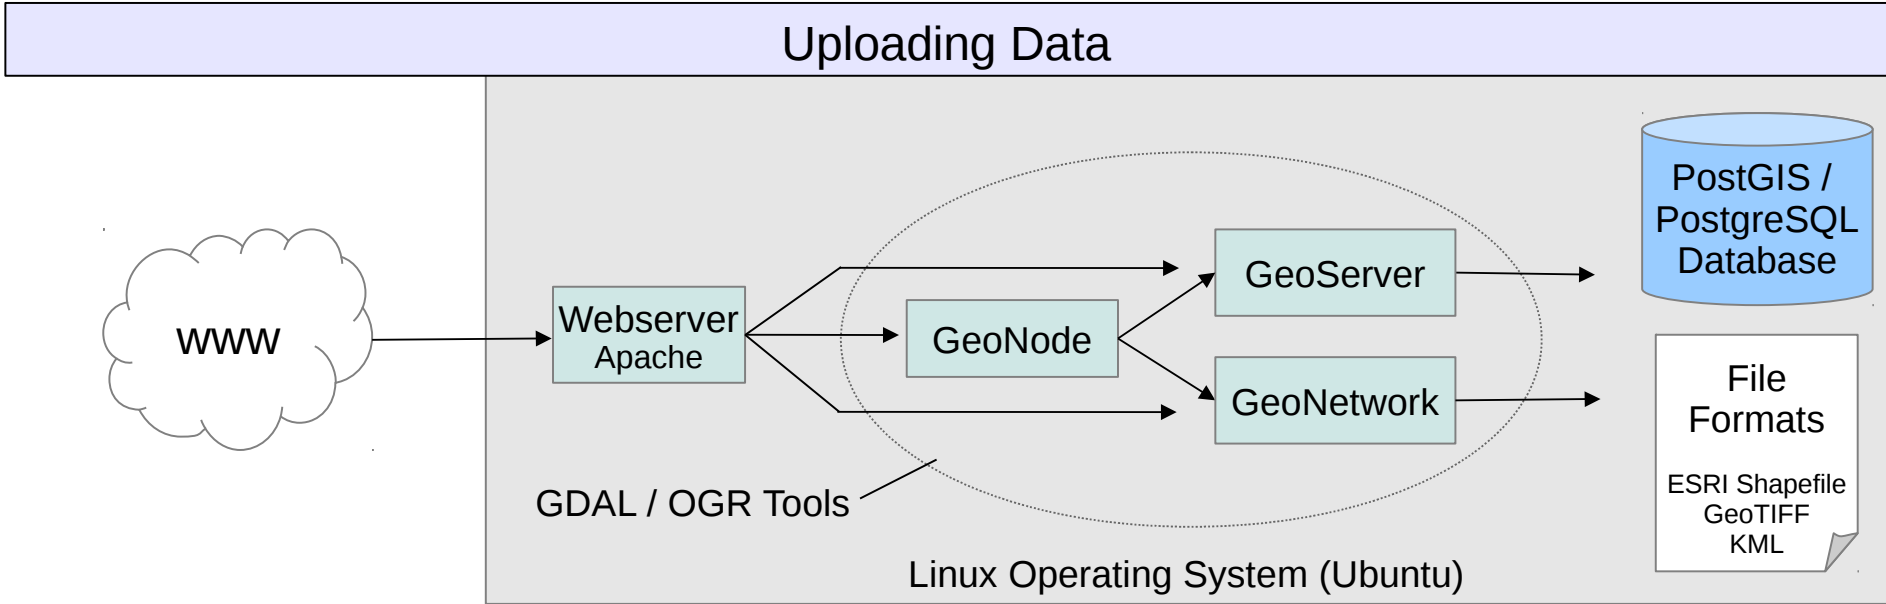 Uploading Data
www
Webserver
Apache
GeoNode
GeoServer
GeoNetwork
GDAL / OGR Tools
Linux Operating System (Ubuntu)
PostGIS /
PostgreSQL
Database
File
Formats
ESRI Shapefile
GeoTIFF
KML